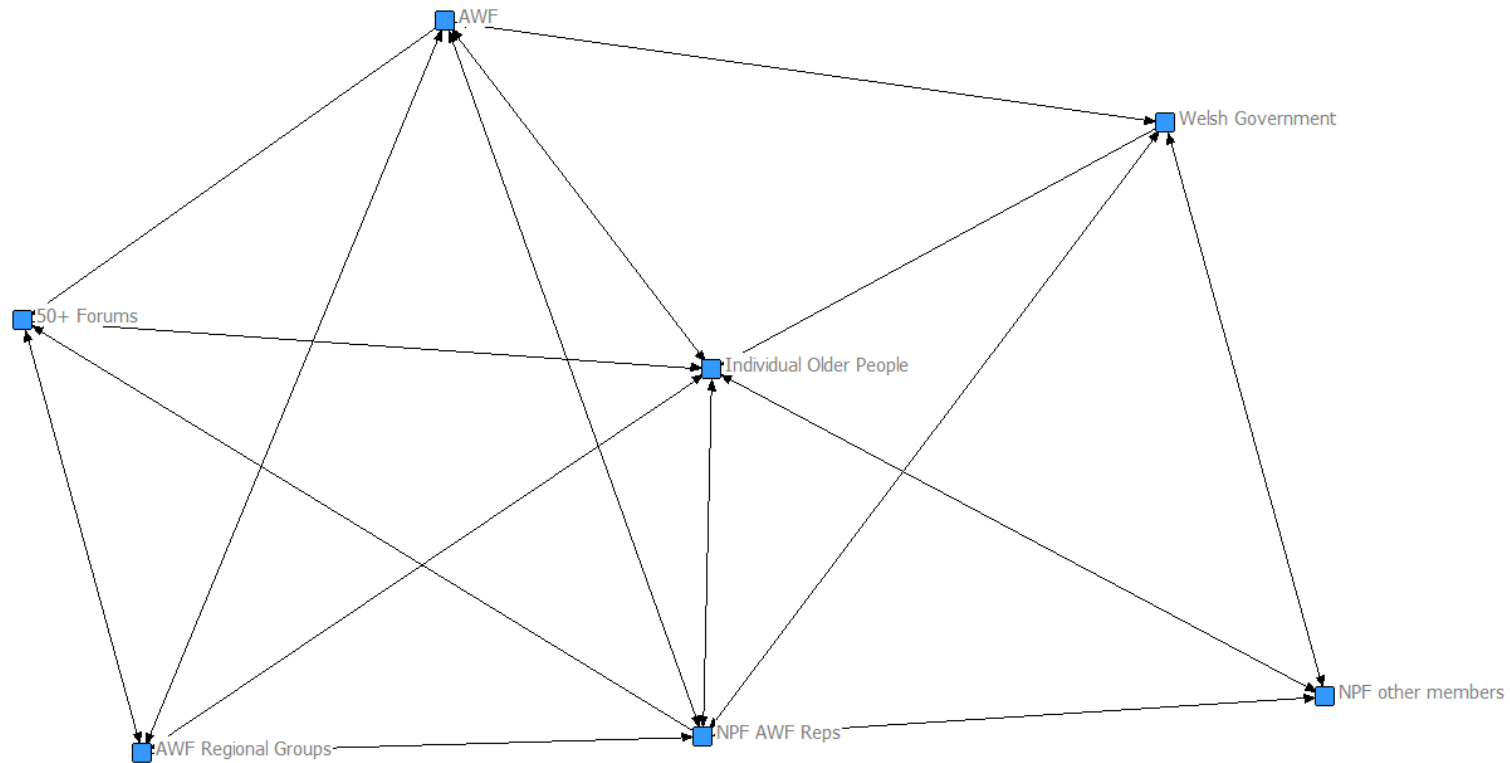 AWF
Welsh Government
50+ Forums
Individual Older People
NPF other members
NPF AWF Reps
AWF Regional Groups